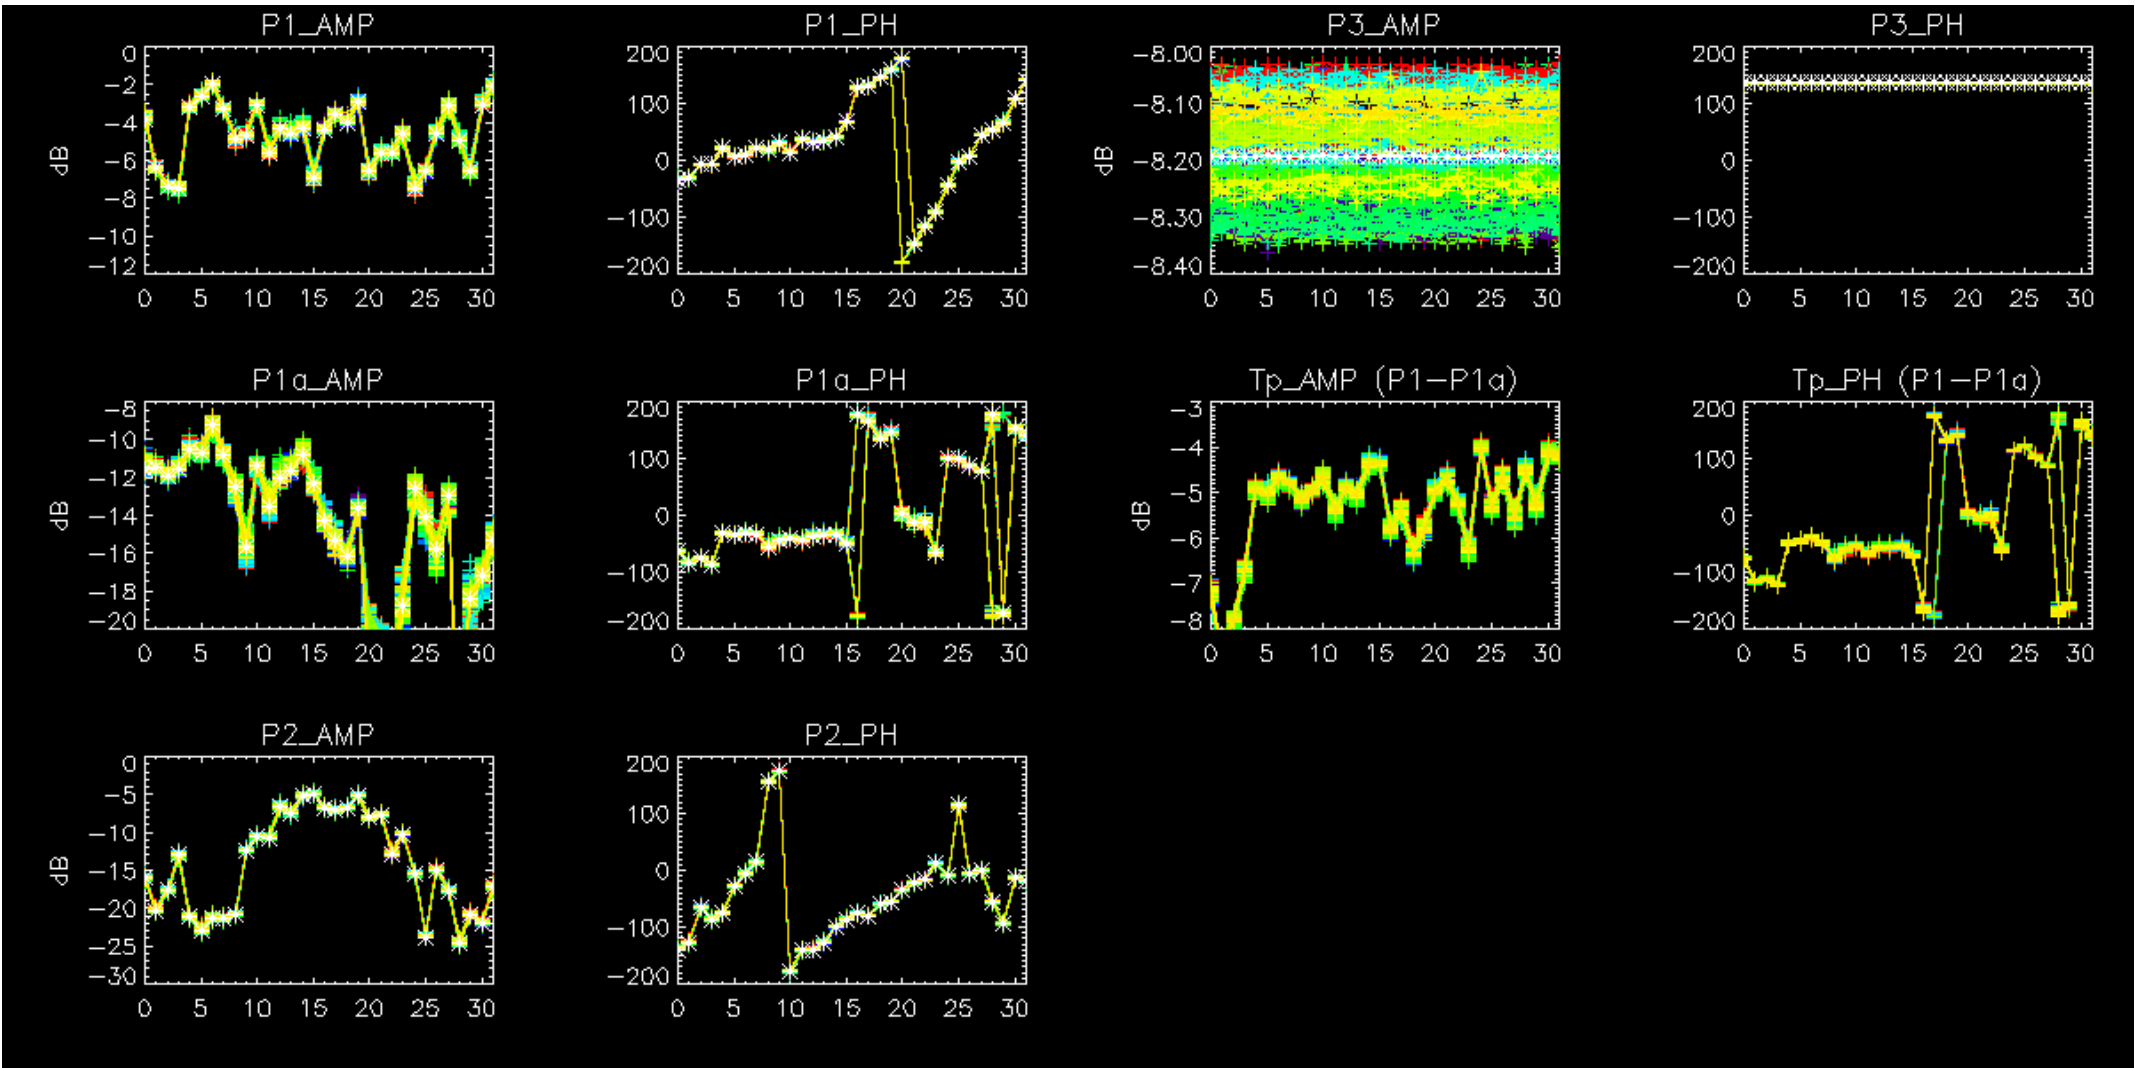 P1_AMP
0
−2
−4
−6
−8
−10
−12
dB
0 5 10 15 20 25 30
P1_PH
200
100
0
−100
−200
0 5 10 15 20 25 30
P3_AMP
−8.00
−8.10
−8.20
−8.30
−8.40
dB
0 5 10 15 20 25 30
P3_PH
200
100
0
−100
−200
0 5 10 15 20 25 30
P1a_AMP
−8
−10
−12
−14
−16
−18
−20
dB
0 5 10 15 20 25 30
P1a_PH
200
100
0
−100
−200
0 5 10 15 20 25 30
Tp_AMP (P1−P1a)
−3
−4
−5
−6
−7
−8
dB
0 5 10 15 20 25 30
Tp_PH (P1−P1a)
200
100
0
−100
−200
0 5 10 15 20 25 30
P2_AMP
0
−5
−10
−15
−20
−25
−30
dB
0 5 10 15 20 25 30
P2_PH
200
100
0
−100
−200
0 5 10 15 20 25 30